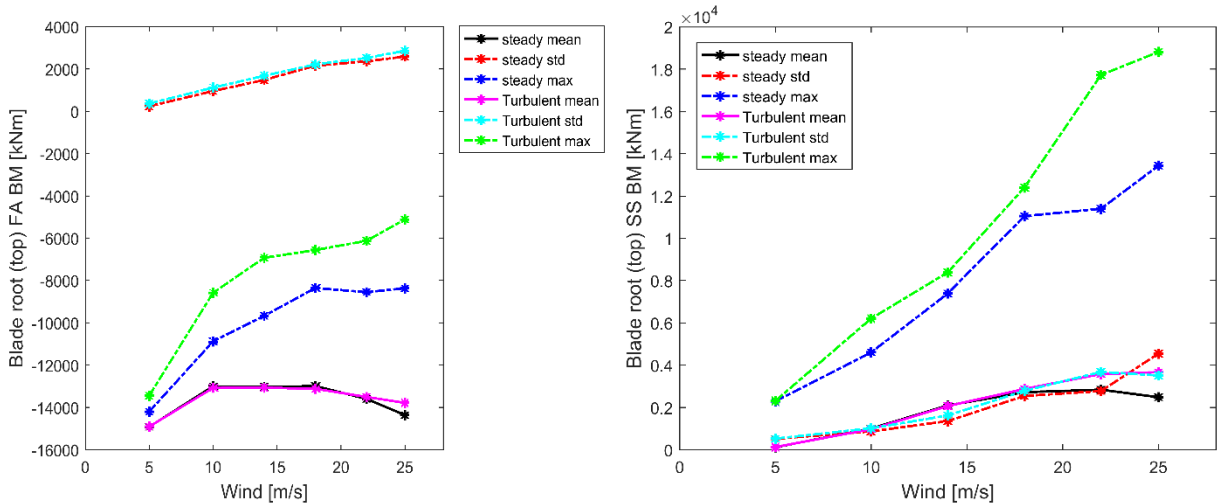 4000
2000
0
-2000
-4000
-6000
-8000
-10000
-12000
-14000
-16000
Blade root (top) FA BM [kNm]
0 5 10 15 20 25
Wind [m/s]
steady mean
steady std
steady max
Turbulent mean
Turbulent std
Turbulent max
×10⁴
2
1.8
1.6
1.4
1.2
1
0.8
0.6
0.4
0.2
0
Blade root (top) SS BM [kNm]
steady mean
steady std
steady max
Turbulent mean
Turbulent std
Turbulent max
0 5 10 15 20 25
Wind [m/s]